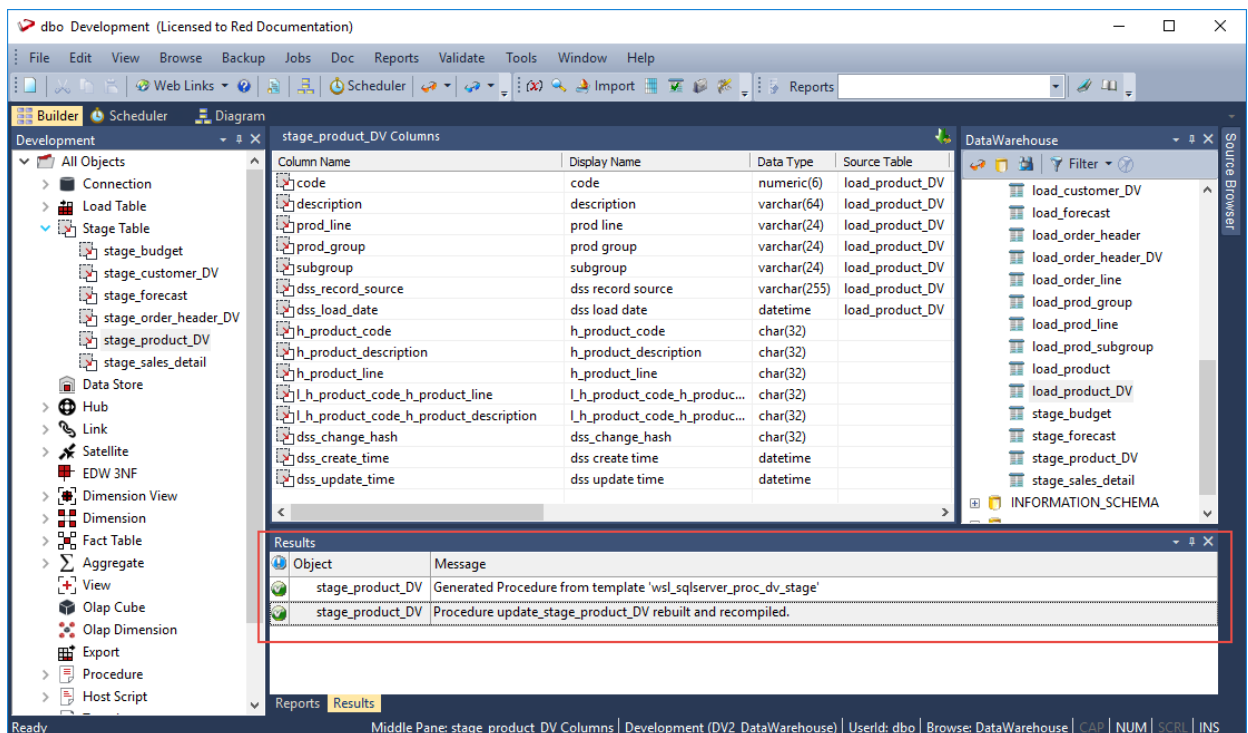 dbo Development (Licensed to Red Documentation)
File Edit View Browse Backup Jobs Doc Reports Validate Tools Window Help
Web Links Scheduler (x) Import Reports
Builder Scheduler Diagram
Development
All Objects
Connection
Load Table
Stage Table
stage_budget
stage_customer_DV
stage_forecast
stage_order_header_DV
stage_product_DV
stage_sales_detail
Data Store
Hub
Link
Satellite
EDW 3NF
Dimension View
Dimension
Fact Table
Aggregate
View
Olap Cube
Olap Dimension
Export
Procedure
Host Script
stage_product_DV Columns
Column Name Display Name Data Type Source Table
code code numeric(6) load_product_DV
description description varchar(64) load_product_DV
prod_line prod line varchar(24) load_product_DV
prod_group prod group varchar(24) load_product_DV
subgroup subgroup varchar(24) load_product_DV
dss_record_source dss record source varchar(255) load_product_DV
dss_load_date dss load date datetime load_product_DV
h_product_code h_product_code char(32)
h_product_description h_product_description char(32)
h_product_line h_product_line char(32)
l_h_product_code_h_product_line l_h_product_code_h_produc... char(32)
l_h_product_code_h_product_description l_h_product_code_h_produc... char(32)
dss_change_hash dss_change_hash char(32)
dss_create_time dss create time datetime
dss_update_time dss update time datetime
DataWarehouse
Filter
load_customer_DV
load_forecast
load_order_header
load_order_header_DV
load_order_line
load_prod_group
load_prod_line
load_prod_subgroup
load_product
load_product_DV
stage_budget
stage_forecast
stage_product_DV
stage_sales_detail
INFORMATION_SCHEMA
Source Browser
Results
Object Message
stage_product_DV Generated Procedure from template 'wsl_sqlserver_proc_dv_stage'
stage_product_DV Procedure update_stage_product_DV rebuilt and recompiled.
Reports Results
Ready Middle Pane: stage_product_DV Columns Development (DV2_DataWarehouse) UserId: dbo Browse: DataWarehouse CAP NUM SCRL INS